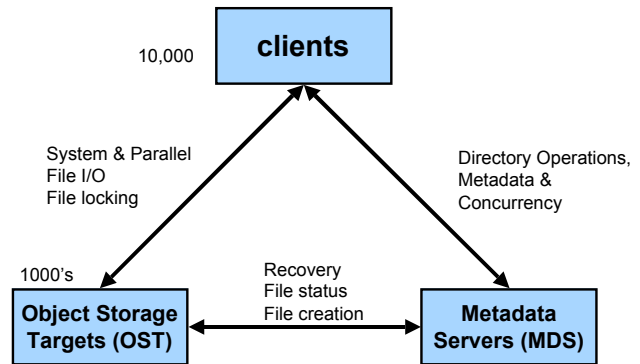 10,000
clients
System & Parallel
File I/O
File locking
Directory Operations,
Metadata &
Concurrency
1000's
Recovery
File status
File creation
Object Storage
Targets (OST)
Metadata
Servers (MDS)